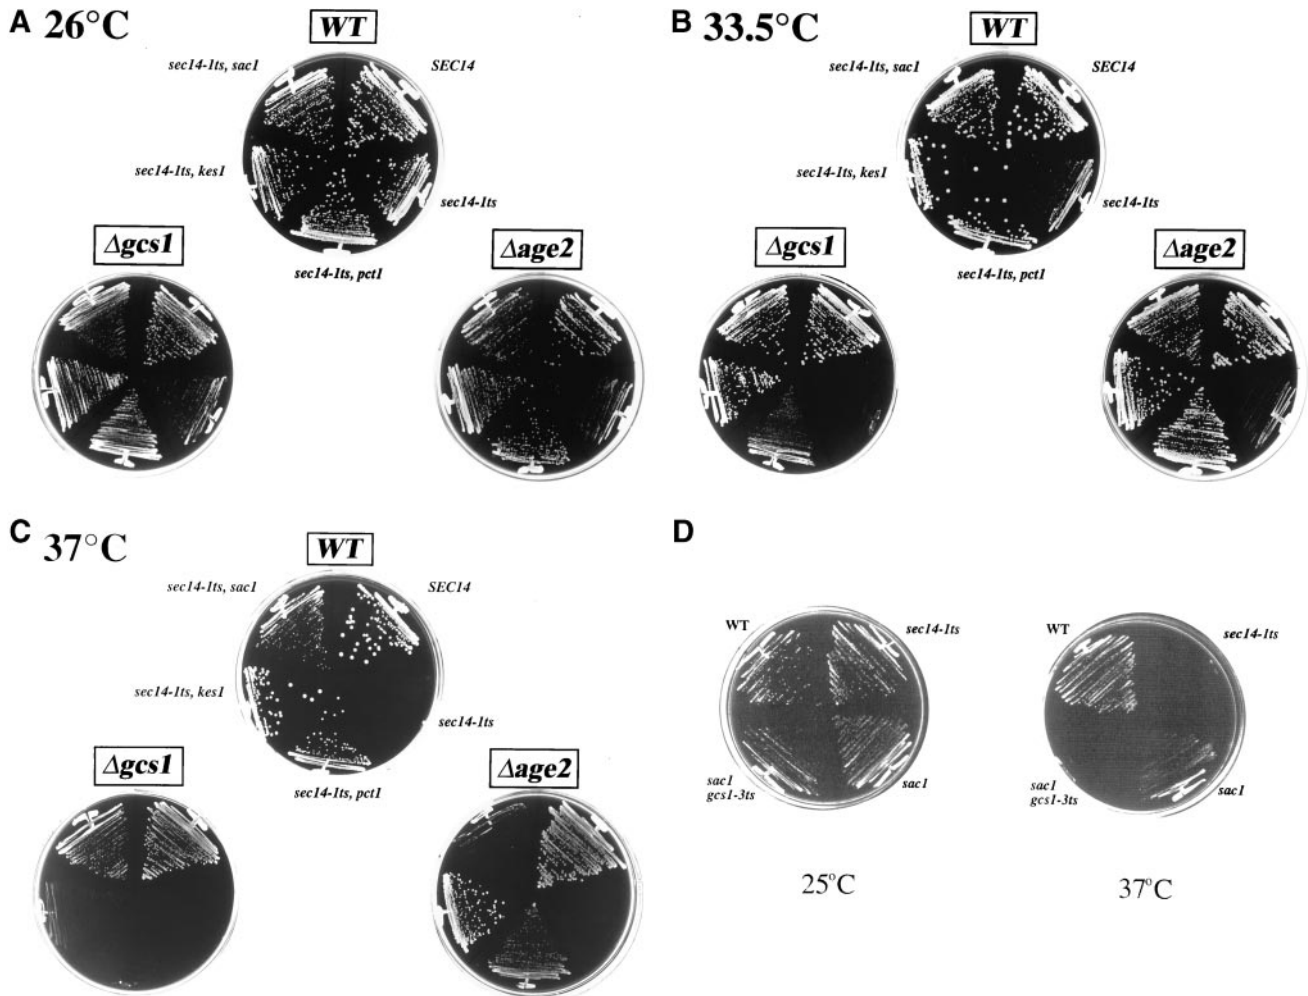 A 26°C
WT
sec14-1ts, sac1
SEC14
sec14-1ts, kes1
sec14-1ts
sec14-1ts, pct1
Δgcs1
Δage2
B 33.5°C
WT
sec14-1ts, sac1
SEC14
sec14-1ts, kes1
sec14-1ts
sec14-1ts, pct1
Δgcs1
Δage2
C 37°C
WT
sec14-1ts, sac1
SEC14
sec14-1ts, kes1
sec14-1ts
sec14-1ts, pct1
Δgcs1
Δage2
D
WT
sec14-1ts
sac1
gcs1-3ts
sac1
25°C
WT
sec14-1ts
sac1
gcs1-3ts
sac1
37°C